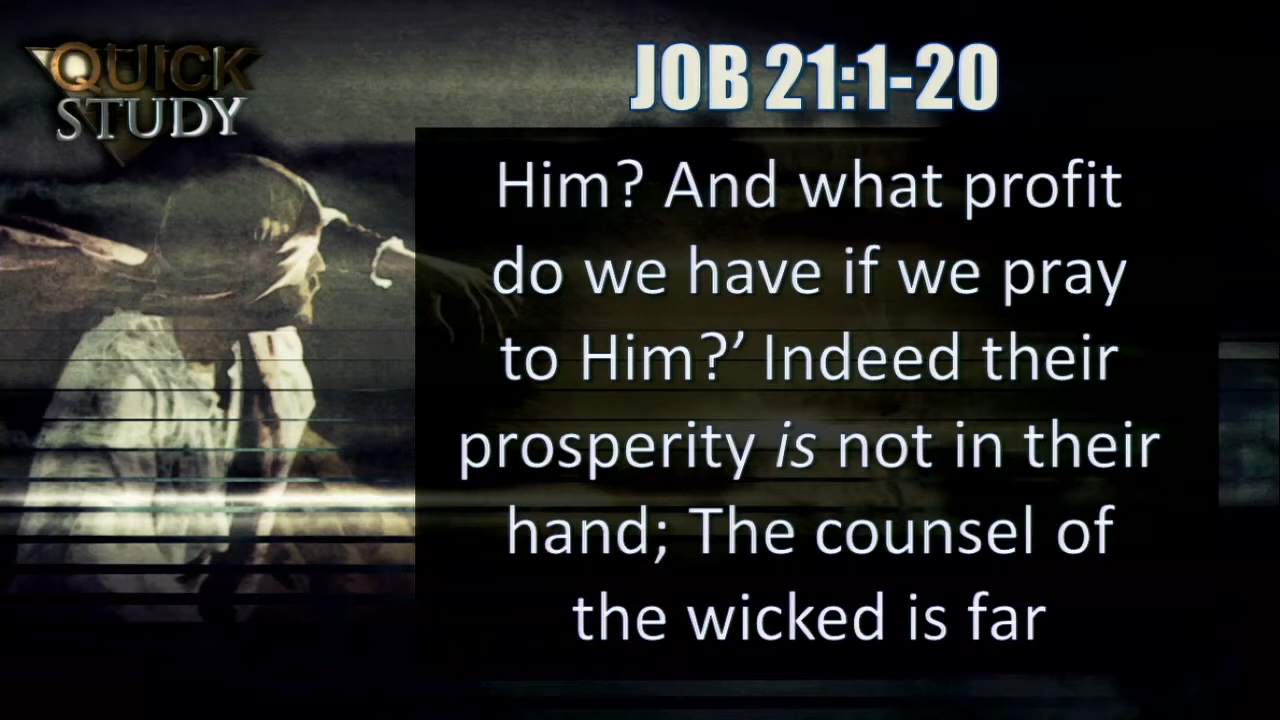 QUICK
STUDY
JOB 21:1-20
Him? And what profit
do we have if we pray
to Him?’ Indeed their
prosperity is not in their
hand; The counsel of
the wicked is far